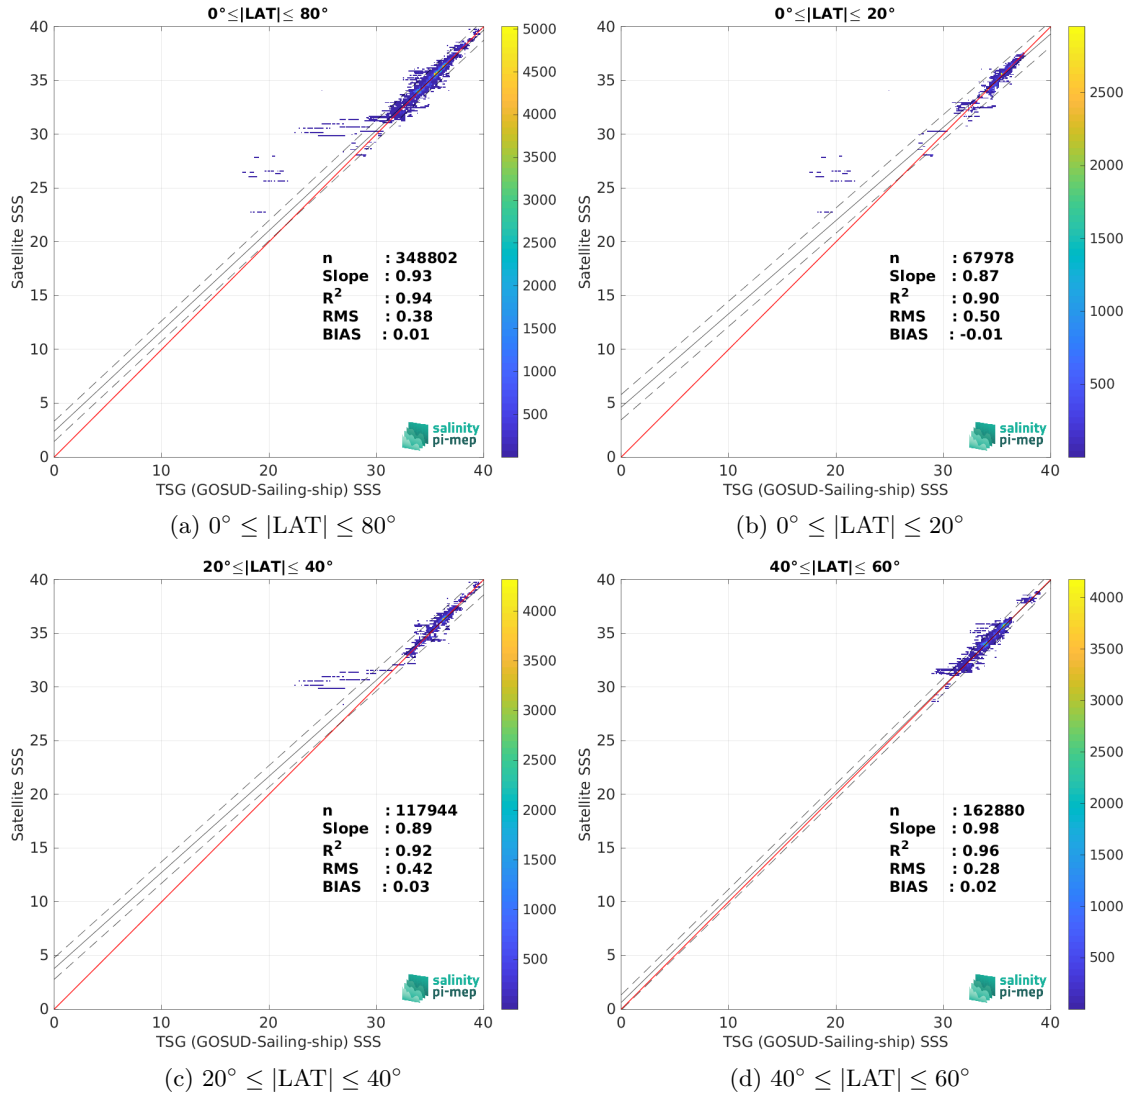 0°≤|LAT|≤ 80°
40
35
30
25
20
15
10
5
0
Satellite SSS
n : 348802
Slope : 0.93
R² : 0.94
RMS : 0.38
BIAS : 0.01
salinity
pi-mep
0 10 20 30 40
TSG (GOSUD-Sailing-ship) SSS
5000
4500
4000
3500
3000
2500
2000
1500
1000
500
(a) 0° ≤ |LAT| ≤ 80°
0°≤|LAT|≤ 20°
40
35
30
25
20
15
10
5
0
Satellite SSS
n : 67978
Slope : 0.87
R² : 0.90
RMS : 0.50
BIAS : -0.01
salinity
pi-mep
0 10 20 30 40
TSG (GOSUD-Sailing-ship) SSS
2500
2000
1500
1000
500
(b) 0° ≤ |LAT| ≤ 20°
20°≤|LAT|≤ 40°
40
35
30
25
20
15
10
5
0
Satellite SSS
n : 117944
Slope : 0.89
R² : 0.92
RMS : 0.42
BIAS : 0.03
salinity
pi-mep
0 10 20 30 40
TSG (GOSUD-Sailing-ship) SSS
4000
3500
3000
2500
2000
1500
1000
500
(c) 20° ≤ |LAT| ≤ 40°
40°≤|LAT|≤ 60°
40
35
30
25
20
15
10
5
0
Satellite SSS
n : 162880
Slope : 0.98
R² : 0.96
RMS : 0.28
BIAS : 0.02
salinity
pi-mep
0 10 20 30 40
TSG (GOSUD-Sailing-ship) SSS
4000
3500
3000
2500
2000
1500
1000
500
(d) 40° ≤ |LAT| ≤ 60°